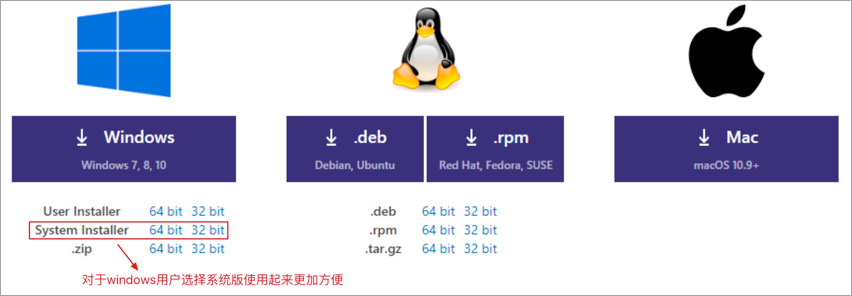 Windows
Windows 7, 8, 10
.deb
Debian, Ubuntu
.rpm
Red Hat, Fedora, SUSE
Mac
macOS 10.9+
User Installer 64 bit 32 bit
System Installer 64 bit 32 bit
.zip 64 bit 32 bit
.deb 64 bit 32 bit
.rpm 64 bit 32 bit
.tar.gz 64 bit 32 bit
对于windows用户选择系统版使用起来更加方便